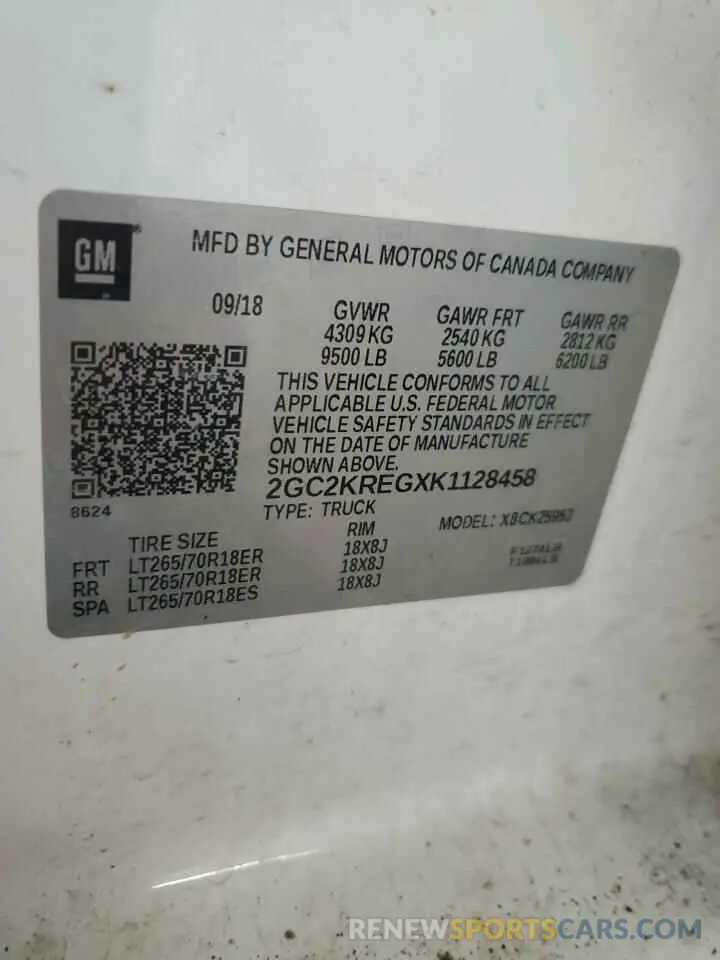 GM
MFD BY GENERAL MOTORS OF CANADA COMPANY
09/18 GVWR GAWR FRT GAWR RR
4309 KG 2540 KG 2812 KG
9500 LB 5600 LB 6200 LB
THIS VEHICLE CONFORMS TO ALL
APPLICABLE U.S. FEDERAL MOTOR
VEHICLE SAFETY STANDARDS IN EFFECT
ON THE DATE OF MANUFACTURE
SHOWN ABOVE.
2GC2KREGXK1128458
8624 TYPE: TRUCK MODEL:
TIRE SIZE RIM
FRT LT265/70R18ER 18X8J
RR LT265/70R18ER 18X8J
SPA LT265/70R18ES 18X8J
RENEWSPORTSCARS.COM